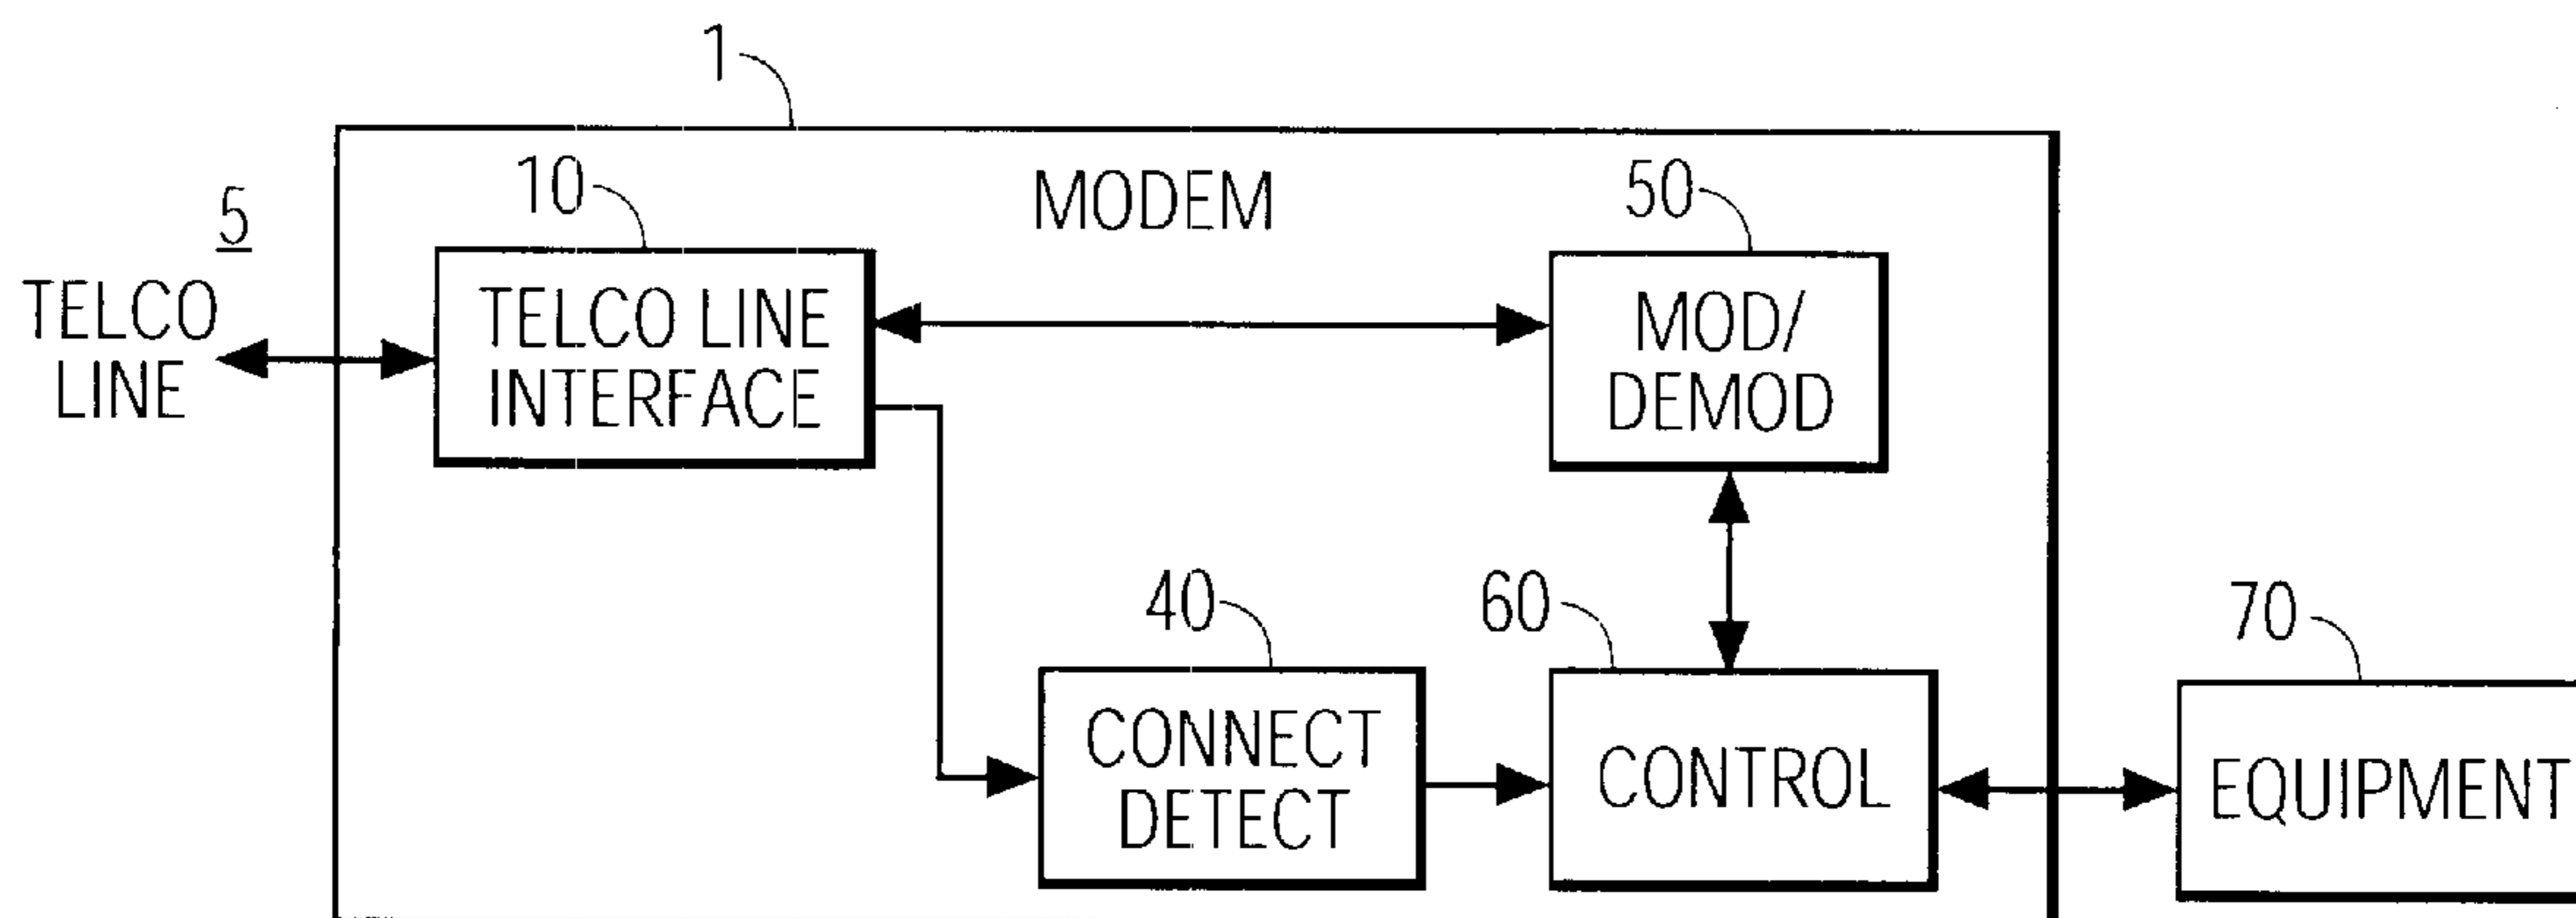 1
MODEM
5
TELCO
LINE
10
TELCO LINE
INTERFACE
50
MOD/
DEMOD
40
CONNECT
DETECT
60
CONTROL
70
EQUIPMENT